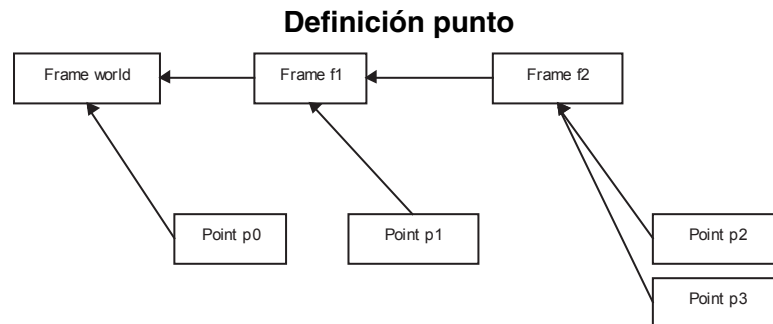 Definición punto
Frame world
Frame f1
Frame f2
Point p0
Point p1
Point p2
Point p3